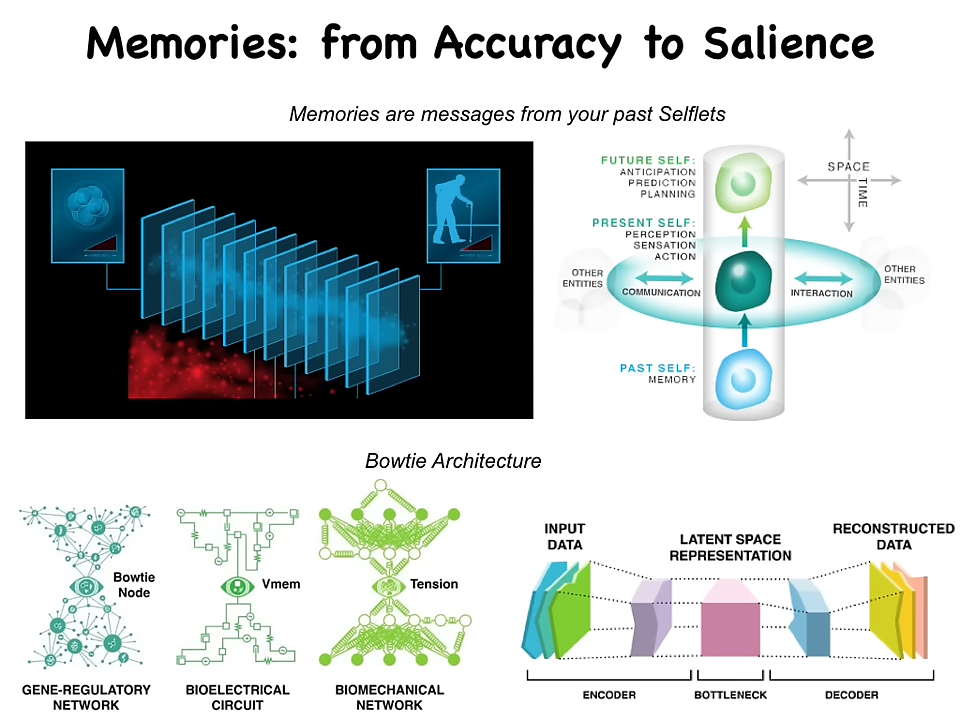 Memories: from Accuracy to Salience
Memories are messages from your past Selflets
FUTURE SELF:
ANTICIPATION
PREDICTION
PLANNING
SPACE
TIME
PRESENT SELF:
PERCEPTION
SENSATION
ACTION
OTHER
ENTITIES
COMMUNICATION
INTERACTION
OTHER
ENTITIES
PAST SELF:
MEMORY
Bowtie Architecture
Bowtie
Node
Vmem
Tension
GENE-REGULATORY
NETWORK
BIOELECTRICAL
CIRCUIT
BIOMECHANICAL
NETWORK
INPUT
DATA
LATENT SPACE
REPRESENTATION
RECONSTRUCTED
DATA
ENCODER
BOTTLENECK
DECODER